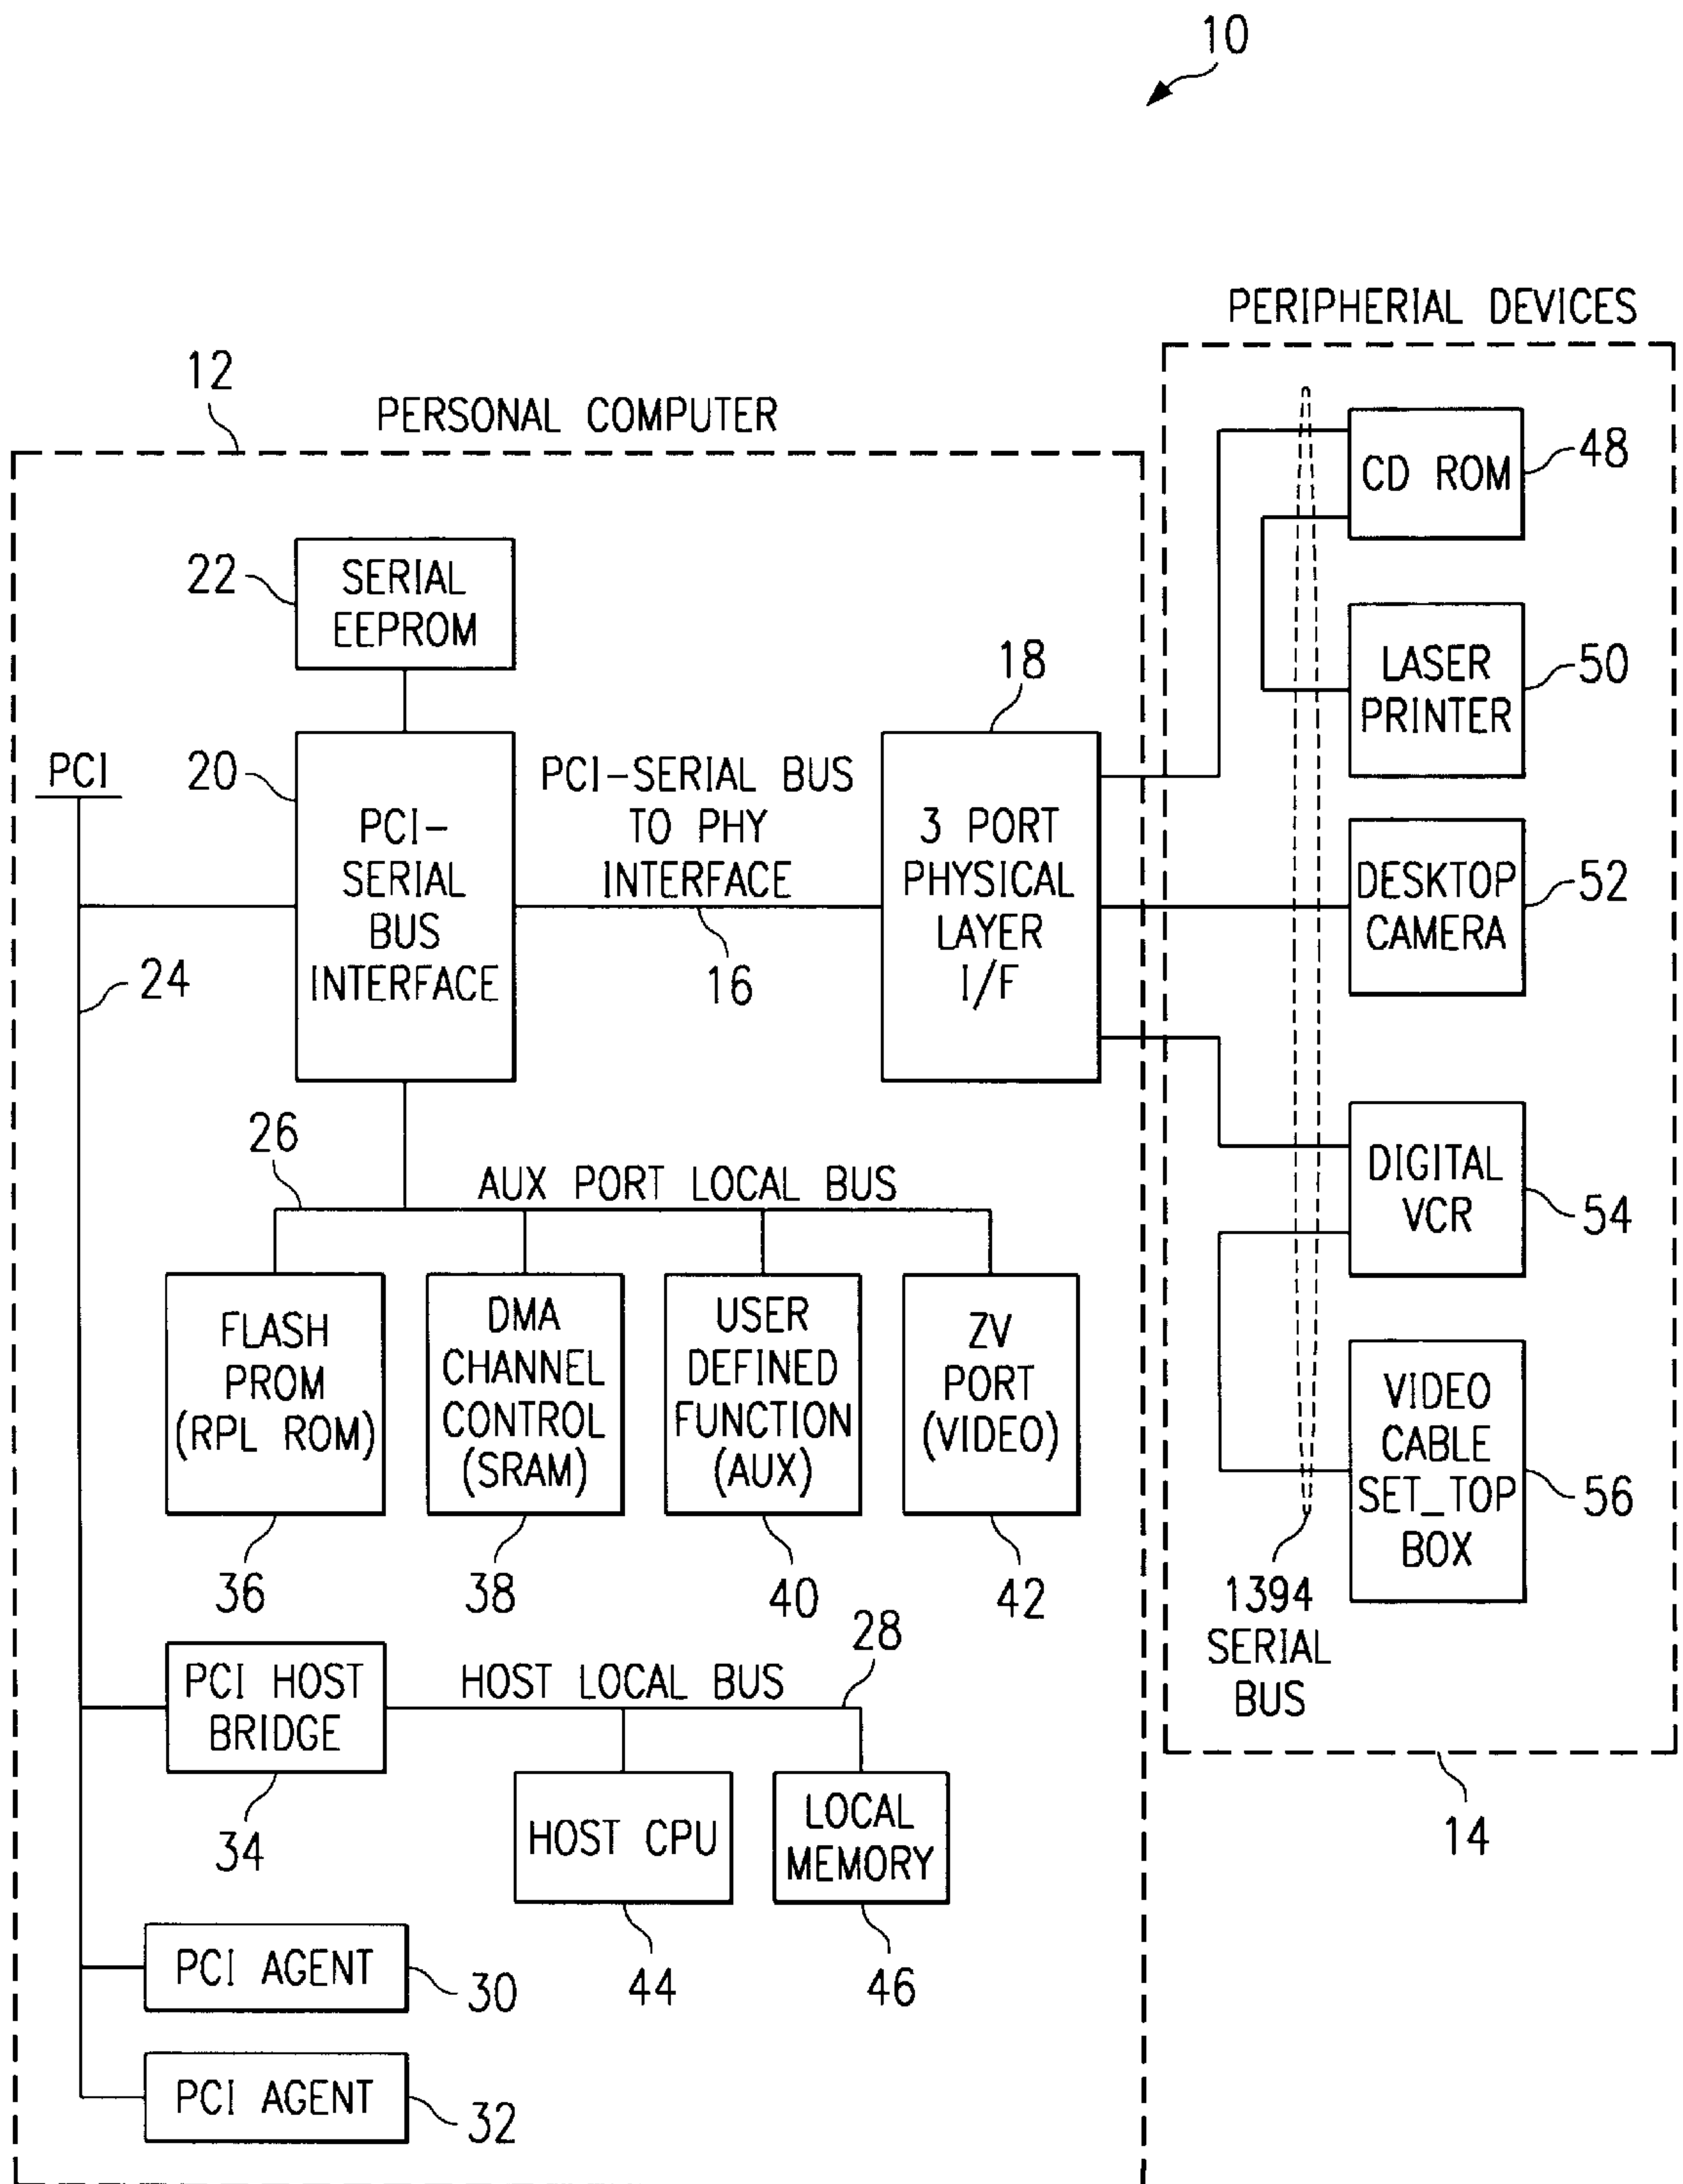 10
PERIPHERIAL DEVICES
12
PERSONAL COMPUTER
CD ROM
48
22
SERIAL
EEPROM
LASER
PRINTER
50
18
PCI
20
PCI-
SERIAL
BUS
INTERFACE
PCI-SERIAL BUS
TO PHY
INTERFACE
16
3 PORT
PHYSICAL
LAYER
I/F
DESKTOP
CAMERA
52
24
26
AUX PORT LOCAL BUS
DIGITAL
VCR
54
FLASH
PROM
(RPL ROM)
36
DMA
CHANNEL
CONTROL
(SRAM)
38
USER
DEFINED
FUNCTION
(AUX)
40
ZV
PORT
(VIDEO)
42
VIDEO
CABLE
SET_TOP
BOX
56
1394
SERIAL
BUS
14
PCI HOST
BRIDGE
34
HOST LOCAL BUS
28
HOST CPU
44
LOCAL
MEMORY
46
PCI AGENT
30
PCI AGENT
32